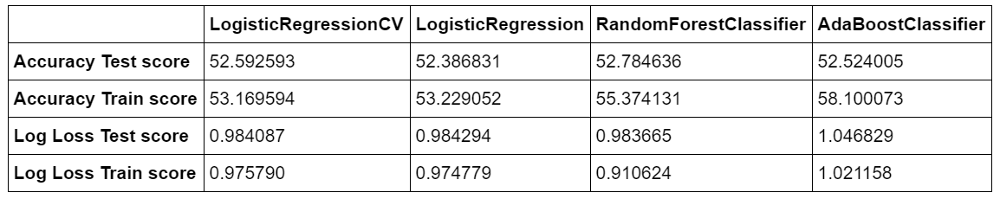 LogisticRegressionCV LogisticRegression RandomForestClassifier AdaBoostClassifier
Accuracy Test score 52.592593 52.386831 52.784636 52.524005
Accuracy Train score 53.169594 53.229052 55.374131 58.100073
Log Loss Test score 0.984087 0.984294 0.983665 1.046829
Log Loss Train score 0.975790 0.974779 0.910624 1.021158